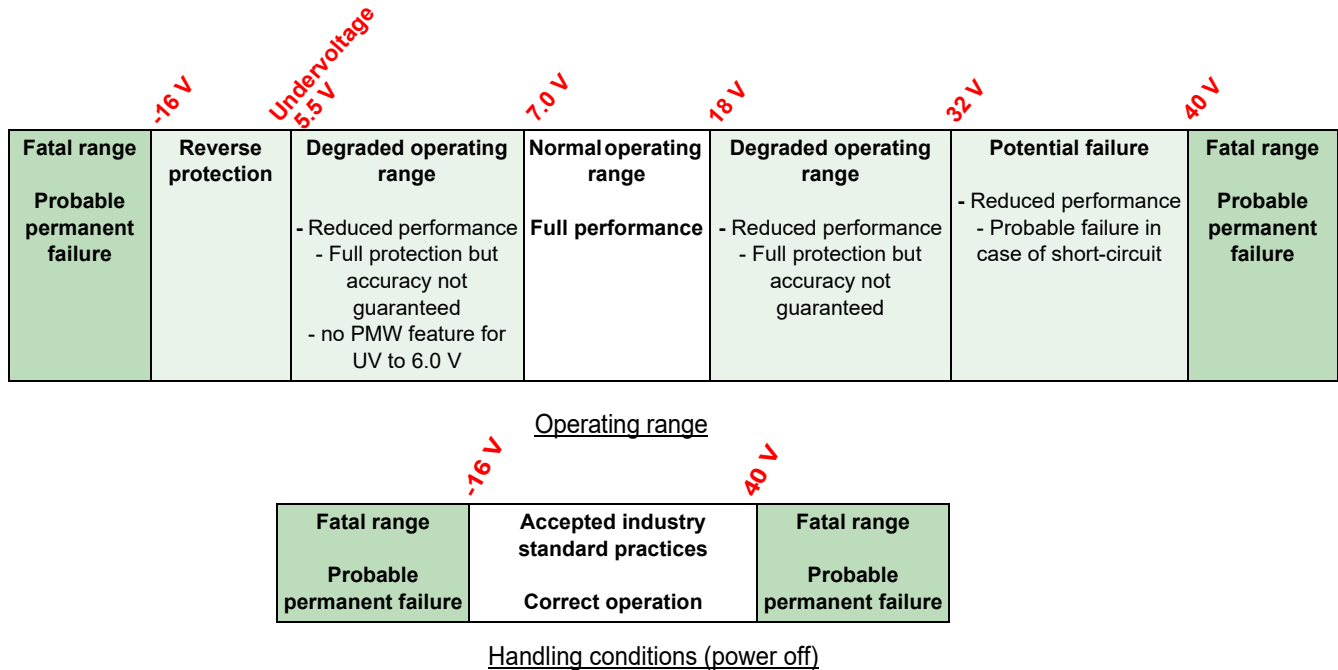 -16 V
Undervoltage
5.5 V
7.0 V
18 V
32 V
40 V
Fatal range
Probable
permanent
failure
Reverse
protection
Degraded operating
range
- Reduced performance
- Full protection but
accuracy not
guaranteed
- no PMW feature for
UV to 6.0 V
Normal operating
range
Full performance
Degraded operating
range
- Reduced performance
- Full protection but
accuracy not
guaranteed
Potential failure
- Reduced performance
- Probable failure in
case of short-circuit
Fatal range
Probable
permanent
failure
Operating range
-16 V
40 V
Fatal range
Probable
permanent failure
Accepted industry
standard practices
Correct operation
Fatal range
Probable
permanent failure
Handling conditions (power off)